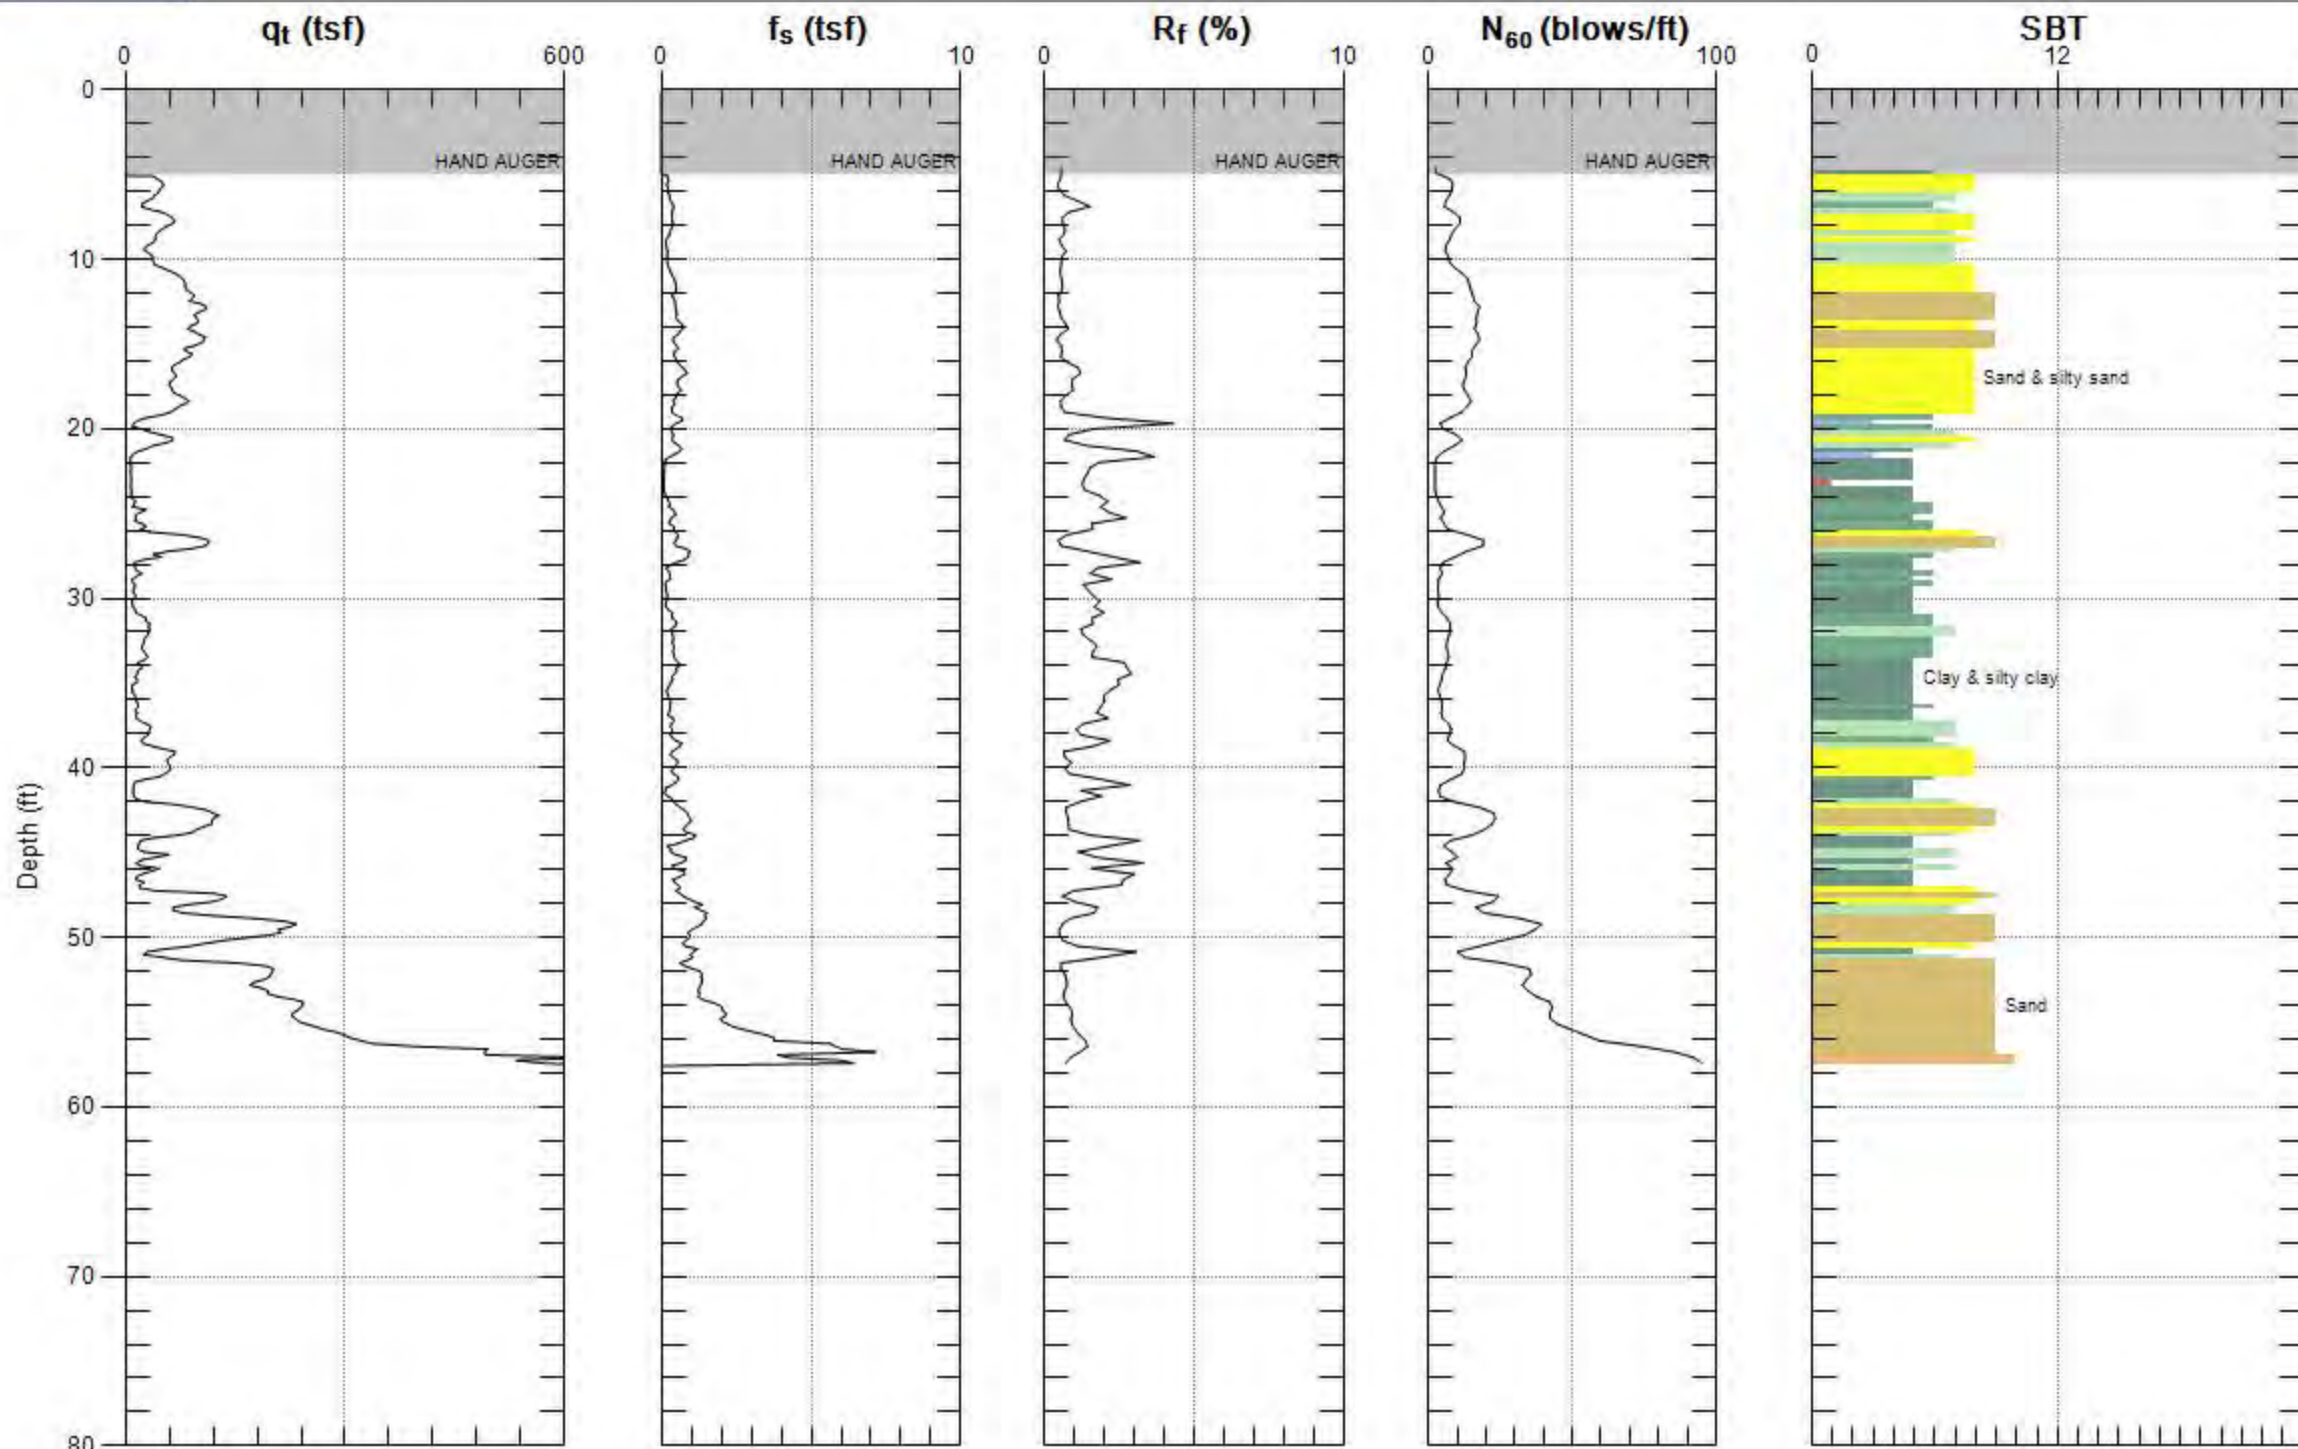 qt (tsf)
fs (tsf)
Rf (%)
N60 (blows/ft)
SBT
0 600
0 10
0 10
0 100
0 12
0
HAND AUGER
HAND AUGER
HAND AUGER
HAND AUGER
10
Sand & silty sand
20
30
Clay & silty clay
40
Depth (ft)
50
Sand
60
70
80